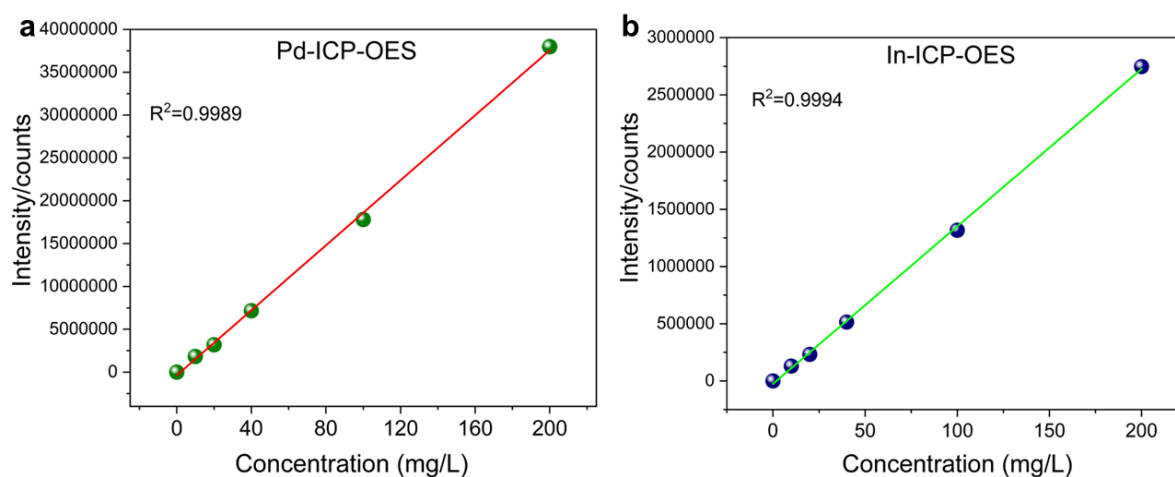 a
Pd-ICP-OES
R²=0.9989
40000000
35000000
30000000
25000000
20000000
15000000
10000000
5000000
0
Intensity/counts
0 40 80 120 160 200
Concentration (mg/L)
b
In-ICP-OES
R²=0.9994
3000000
2500000
2000000
1500000
1000000
500000
0
Intensity/counts
0 50 100 150 200
Concentration (mg/L)